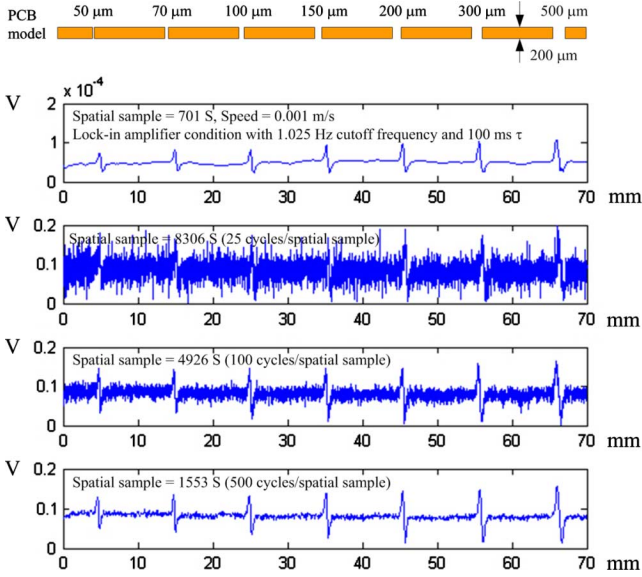 PCB model 50 μm 70 μm 100 μm 150 μm 200 μm 300 μm 500 μm
200 μm
V x 10-4
2
Spatial sample = 701 S, Speed = 0.001 m/s
1 Lock-in amplifier condition with 1.025 Hz cutoff frequency and 100 ms τ
0
0 10 20 30 40 50 60 70 mm
V 0.2
Spatial sample = 8306 S (25 cycles/spatial sample)
0.1
0
0 10 20 30 40 50 60 70 mm
V 0.2
Spatial sample = 4926 S (100 cycles/spatial sample)
0.1
0
0 10 20 30 40 50 60 70 mm
V 0.2
Spatial sample = 1553 S (500 cycles/spatial sample)
0.1
0
0 10 20 30 40 50 60 70 mm